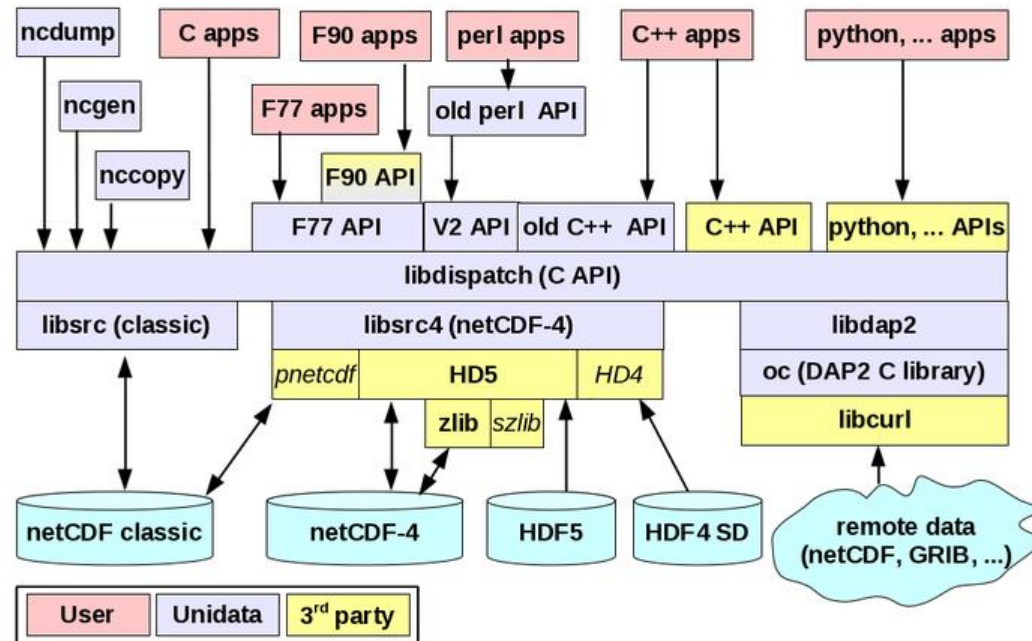 ncdump
C apps
F90 apps
perl apps
C++ apps
python, ... apps
ncgen
F77 apps
old perl API
nccopy
F90 API
F77 API
V2 API
old C++ API
C++ API
python, ... APIs
libdispatch (C API)
libsrc (classic)
libsrc4 (netCDF-4)
libdap2
pnetcdf
HD5
HD4
oc (DAP2 C library)
zlib
szlib
libcurl
netCDF classic
netCDF-4
HDF5
HDF4 SD
remote data
(netCDF, GRIB, ...)
User
Unidata
3rd party